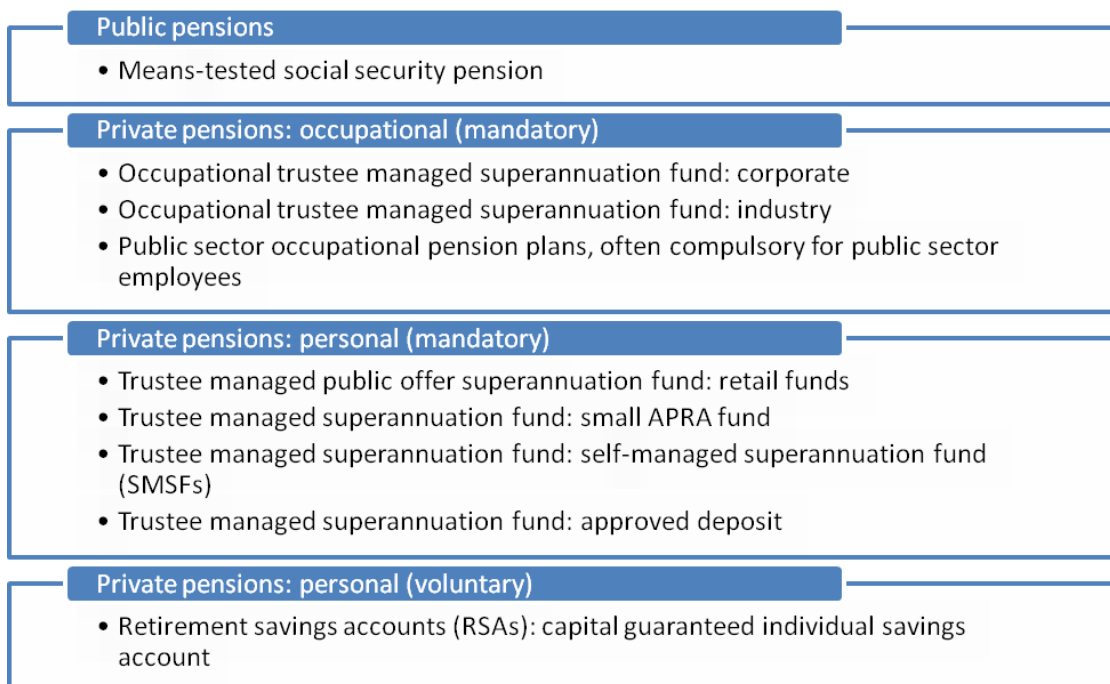 Public pensions
• Means-tested social security pension
Private pensions: occupational (mandatory)
• Occupational trustee managed superannuation fund: corporate
• Occupational trustee managed superannuation fund: industry
• Public sector occupational pension plans, often compulsory for public sector
employees
Private pensions: personal (mandatory)
• Trustee managed public offer superannuation fund: retail funds
• Trustee managed superannuation fund: small APRA fund
• Trustee managed superannuation fund: self-managed superannuation fund
(SMSFs)
• Trustee managed superannuation fund: approved deposit
Private pensions: personal (voluntary)
• Retirement savings accounts (RSAs): capital guaranteed individual savings
account